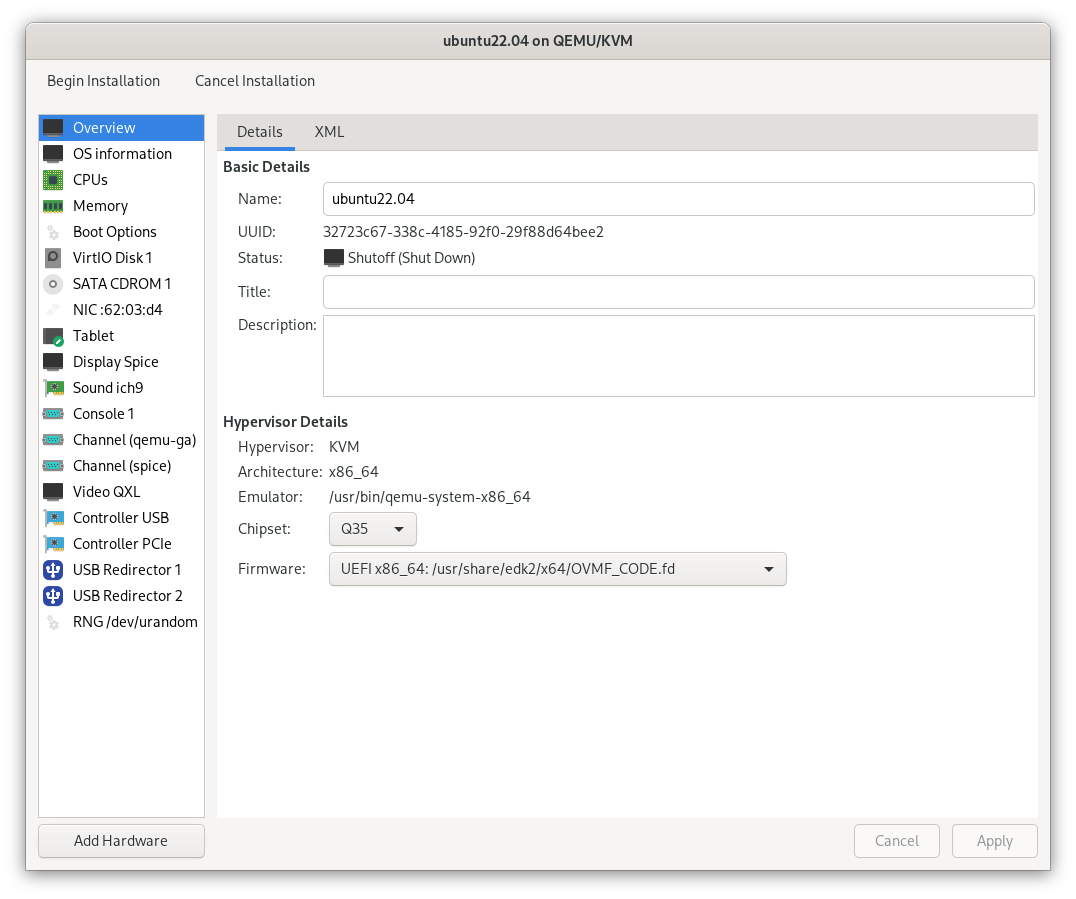 ubuntu22.04 on QEMU/KVM
Begin Installation Cancel Installation
Overview
OS information
CPUs
Memory
Boot Options
VirtIO Disk 1
SATA CDROM 1
NIC :62:03:d4
Tablet
Display Spice
Sound ich9
Console 1
Channel (qemu-ga)
Channel (spice)
Video QXL
Controller USB
Controller PCIe
USB Redirector 1
USB Redirector 2
RNG /dev/urandom
Add Hardware
Details XML
Basic Details
Name: ubuntu22.04
UUID: 32723c67-338c-4185-92f0-29f88d64bee2
Status: Shutoff (Shut Down)
Title:
Description:
Hypervisor Details
Hypervisor: KVM
Architecture: x86_64
Emulator: /usr/bin/qemu-system-x86_64
Chipset: Q35
Firmware: UEFI x86_64: /usr/share/edk2/x64/OVMF_CODE.fd
Cancel Apply